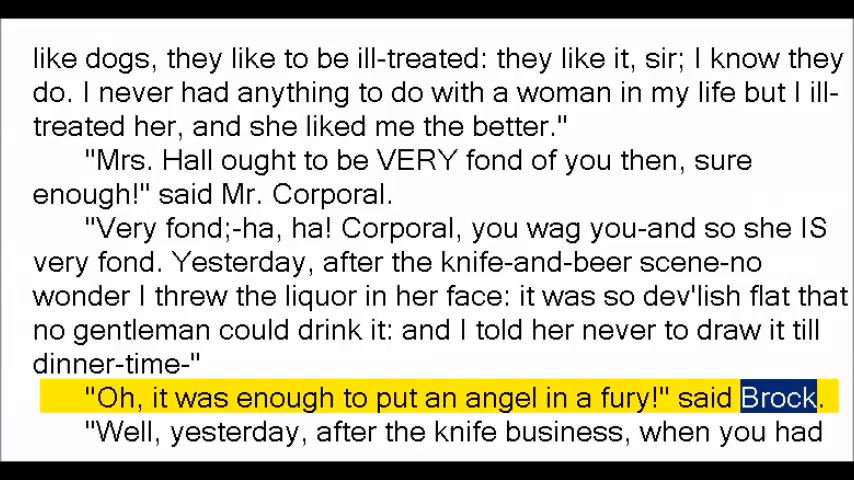 like dogs, they like to be ill-treated: they like it, sir; I know they
do. I never had anything to do with a woman in my life but I ill-
treated her, and she liked me the better."
"Mrs. Hall ought to be VERY fond of you then, sure
enough!" said Mr. Corporal.
"Very fond;-ha, ha! Corporal, you wag you-and so she IS
very fond. Yesterday, after the knife-and-beer scene-no
wonder I threw the liquor in her face: it was so dev'lish flat that
no gentleman could drink it: and I told her never to draw it till
dinner-time-"
"Oh, it was enough to put an angel in a fury!" said Brock.
"Well, yesterday, after the knife business, when you had